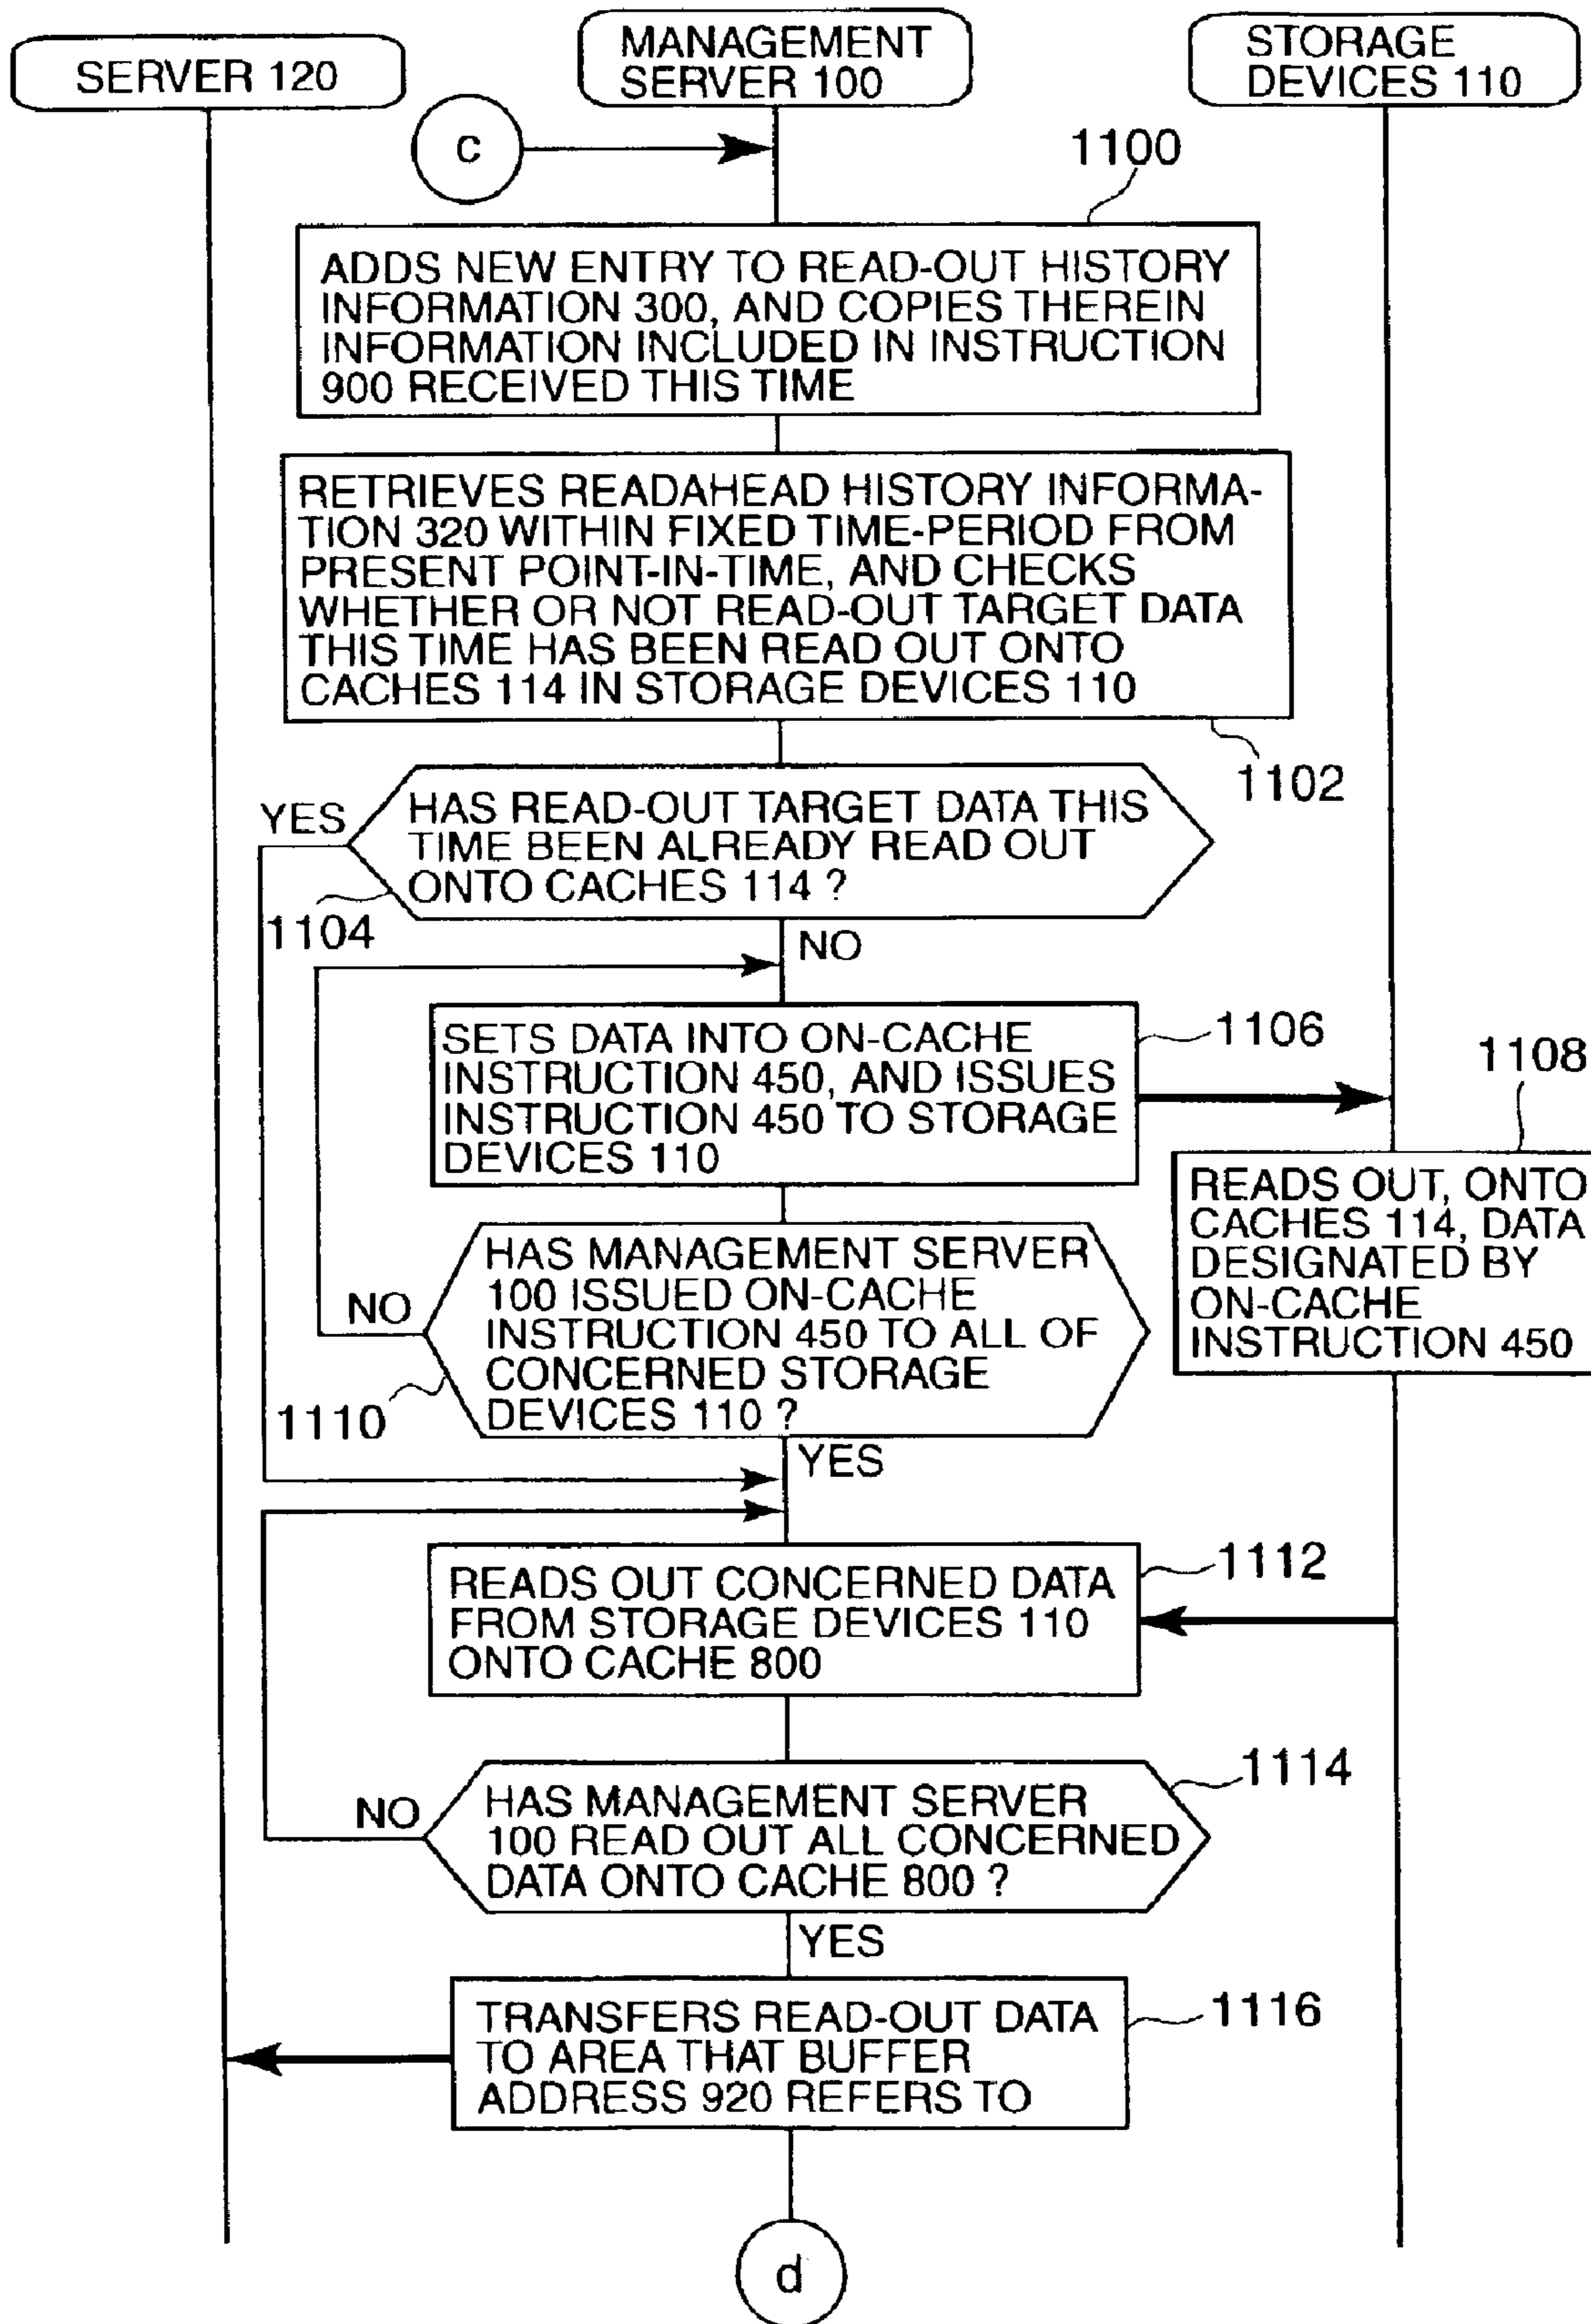 SERVER 120
MANAGEMENT
SERVER 100
STORAGE
DEVICES 110
c
1100
ADDS NEW ENTRY TO READ-OUT HISTORY
INFORMATION 300, AND COPIES THEREIN
INFORMATION INCLUDED IN INSTRUCTION
900 RECEIVED THIS TIME
RETRIEVES READAHEAD HISTORY INFORMA-
TION 320 WITHIN FIXED TIME-PERIOD FROM
PRESENT POINT-IN-TIME, AND CHECKS
WHETHER OR NOT READ-OUT TARGET DATA
THIS TIME HAS BEEN READ OUT ONTO
CACHES 114 IN STORAGE DEVICES 110
1102
YES
HAS READ-OUT TARGET DATA THIS
TIME BEEN ALREADY READ OUT
ONTO CACHES 114 ?
1104
NO
SETS DATA INTO ON-CACHE
INSTRUCTION 450, AND ISSUES
INSTRUCTION 450 TO STORAGE
DEVICES 110
1106
1108
READS OUT, ONTO
CACHES 114, DATA
DESIGNATED BY
ON-CACHE
INSTRUCTION 450
NO
HAS MANAGEMENT SERVER
100 ISSUED ON-CACHE
INSTRUCTION 450 TO ALL OF
CONCERNED STORAGE
DEVICES 110 ?
1110
YES
READS OUT CONCERNED DATA
FROM STORAGE DEVICES 110
ONTO CACHE 800
1112
NO
HAS MANAGEMENT SERVER
100 READ OUT ALL CONCERNED
DATA ONTO CACHE 800 ?
1114
YES
TRANSFERS READ-OUT DATA
TO AREA THAT BUFFER
ADDRESS 920 REFERS TO
1116
d